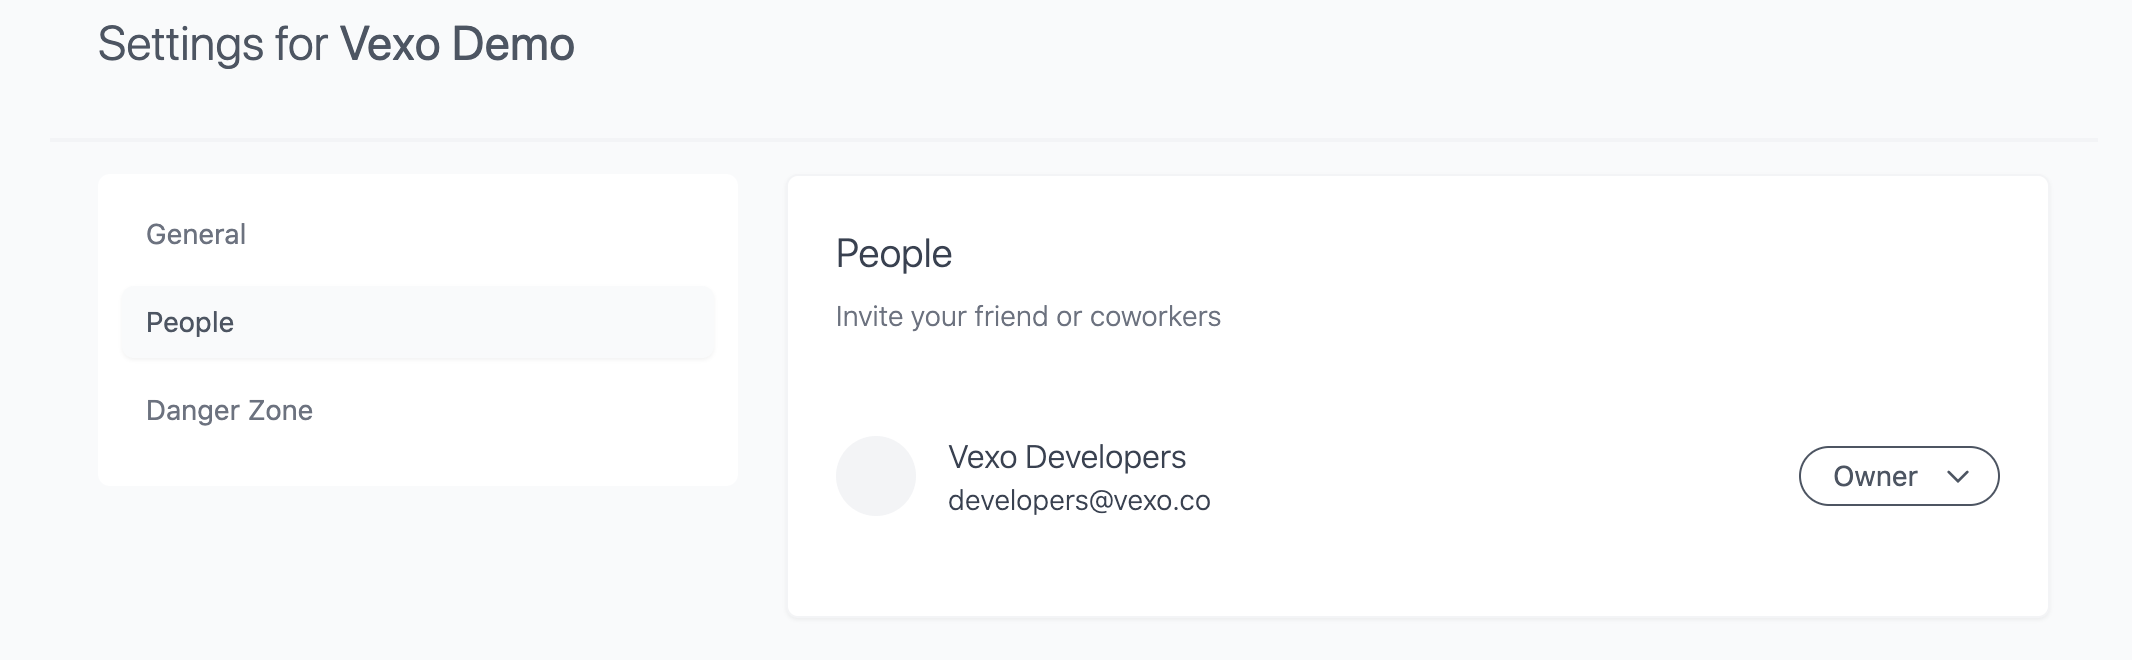 Settings for Vexo Demo
General
People
Danger Zone
People
Invite your friend or coworkers
Vexo Developers
developers@vexo.co
Owner